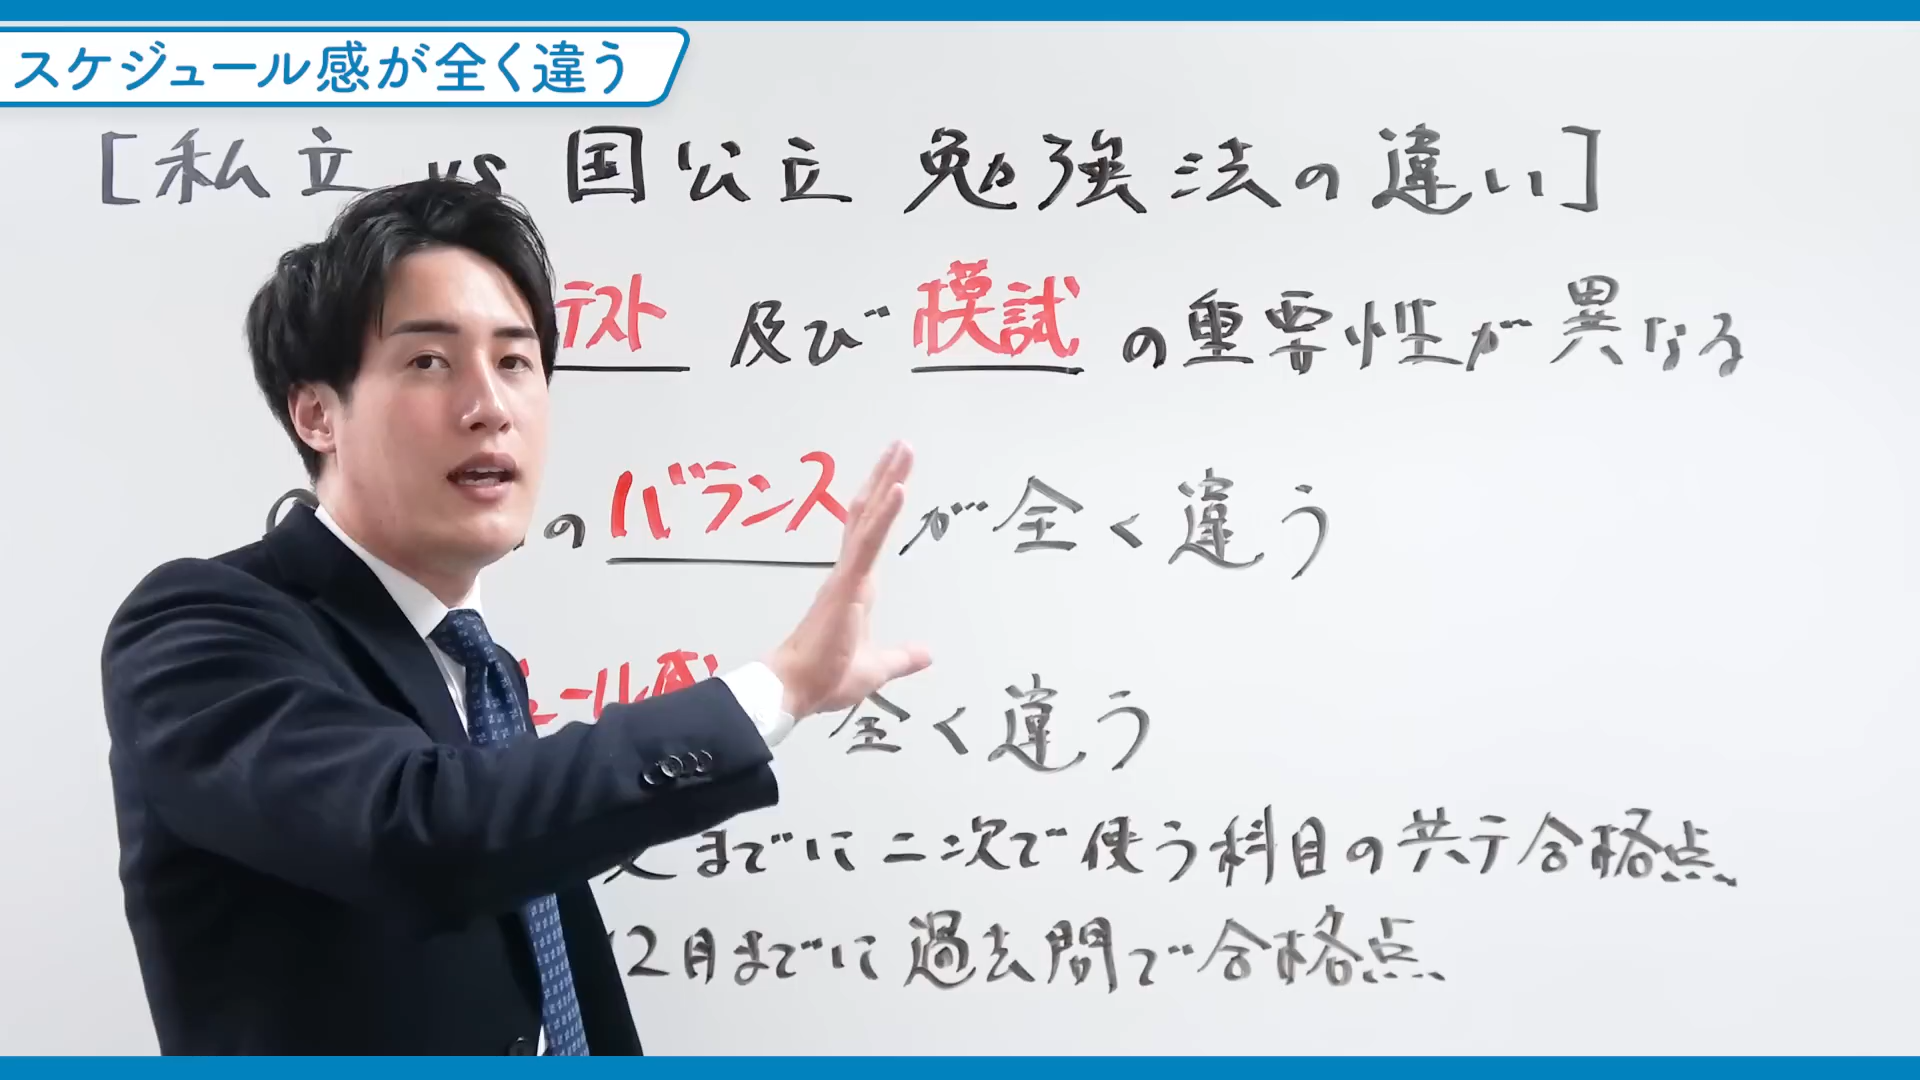 スケジュール感が全く違う
[私立 vs 国公立 勉強法の違い]
テスト 及び 模試 の重要性が異なる
の バランス が全く違う
ュール感 全く違う
までに二次で使う科目の共テ合格点
12月までに過去問で合格点